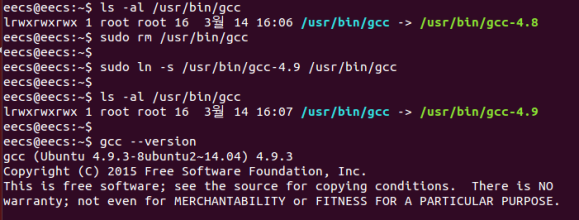 eecs@eecs:~$ ls -al /usr/bin/gcc
lrwxrwxrwx 1 root root 16  3월 14 16:06 /usr/bin/gcc -> /usr/bin/gcc-4.8
eecs@eecs:~$ sudo rm /usr/bin/gcc
eecs@eecs:~$
eecs@eecs:~$ sudo ln -s /usr/bin/gcc-4.9 /usr/bin/gcc
eecs@eecs:~$
eecs@eecs:~$ ls -al /usr/bin/gcc
lrwxrwxrwx 1 root root 16  3월 14 16:07 /usr/bin/gcc -> /usr/bin/gcc-4.9
eecs@eecs:~$
eecs@eecs:~$ gcc --version
gcc (Ubuntu 4.9.3-8ubuntu2~14.04) 4.9.3
Copyright (C) 2015 Free Software Foundation, Inc.
This is free software; see the source for copying conditions.  There is NO
warranty; not even for MERCHANTABILITY or FITNESS FOR A PARTICULAR PURPOSE.